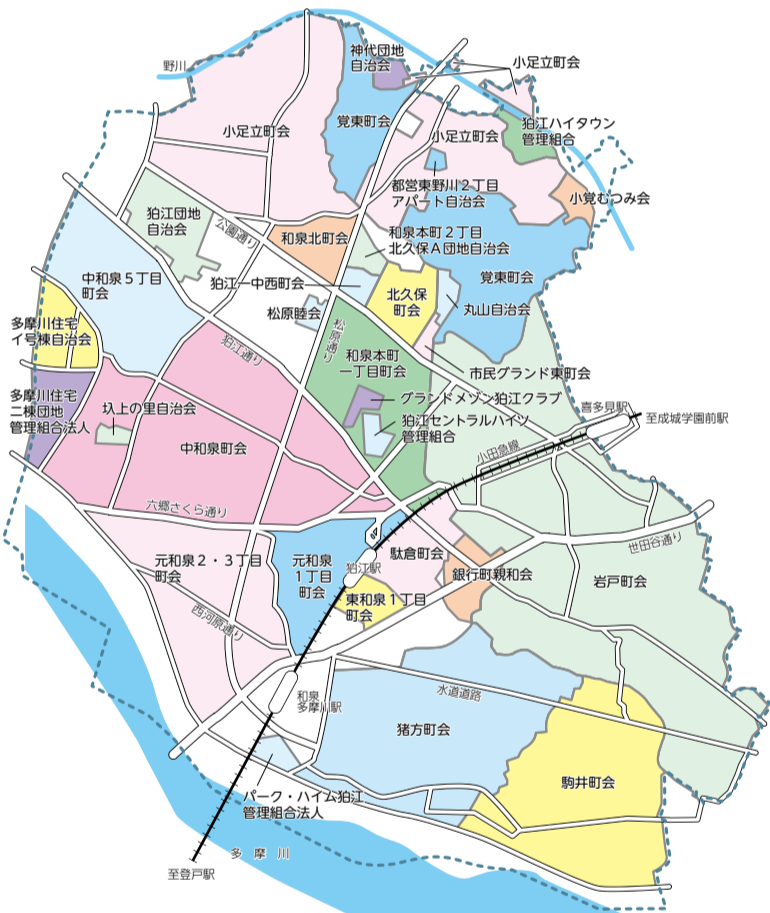 野川
神代団地
自治会
小足立町会
覚東町会
小足立町会
小足立町会
狛江ハイタウン
管理組合
都営東野川２丁目
アパート自治会
小覚むつみ会
狛江団地
自治会
公園通り
和泉北町会
和泉本町２丁目
北久保Ａ団地自治会
中和泉５丁目
町会
狛江一中西町会
北久保
町会
覚東町会
丸山自治会
松原睦会
松原通り
多摩川住宅
イ号棟自治会
狛江通り
和泉本町
一丁目町会
市民グランド東町会
多摩川住宅
ニ棟団地
管理組合法人
圦上の里自治会
グランドメゾン狛江クラブ
狛江セントラルハイツ
管理組合
喜多見駅
至成城学園前駅
中和泉町会
小田急線
六郷さくら通り
世田谷通り
元和泉２・３丁目
町会
元和泉
１丁目
町会
狛江駅
駄倉町会
銀行町親和会
岩戸町会
東和泉１丁目
町会
西河原通り
水道道路
和泉
多摩川駅
猪方町会
駒井町会
パーク・ハイム狛江
管理組合法人
多摩川
至登戸駅